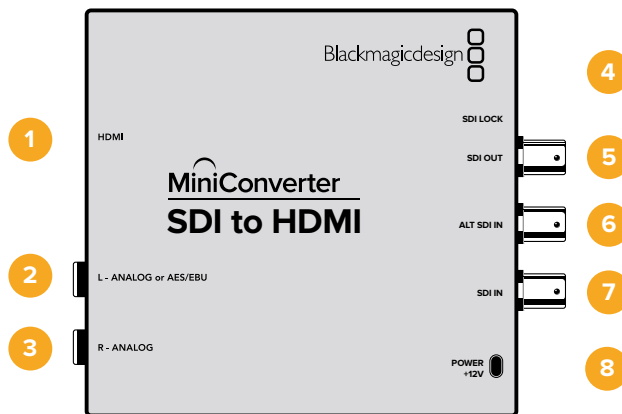 Blackmagicdesign
4
SDI LOCK
1
HDMI
SDI OUT
5
MiniConverter
SDI to HDMI
ALT SDI IN
6
2
L - ANALOG or AES/EBU
SDI IN
7
3
R - ANALOG
POWER
+12V
8